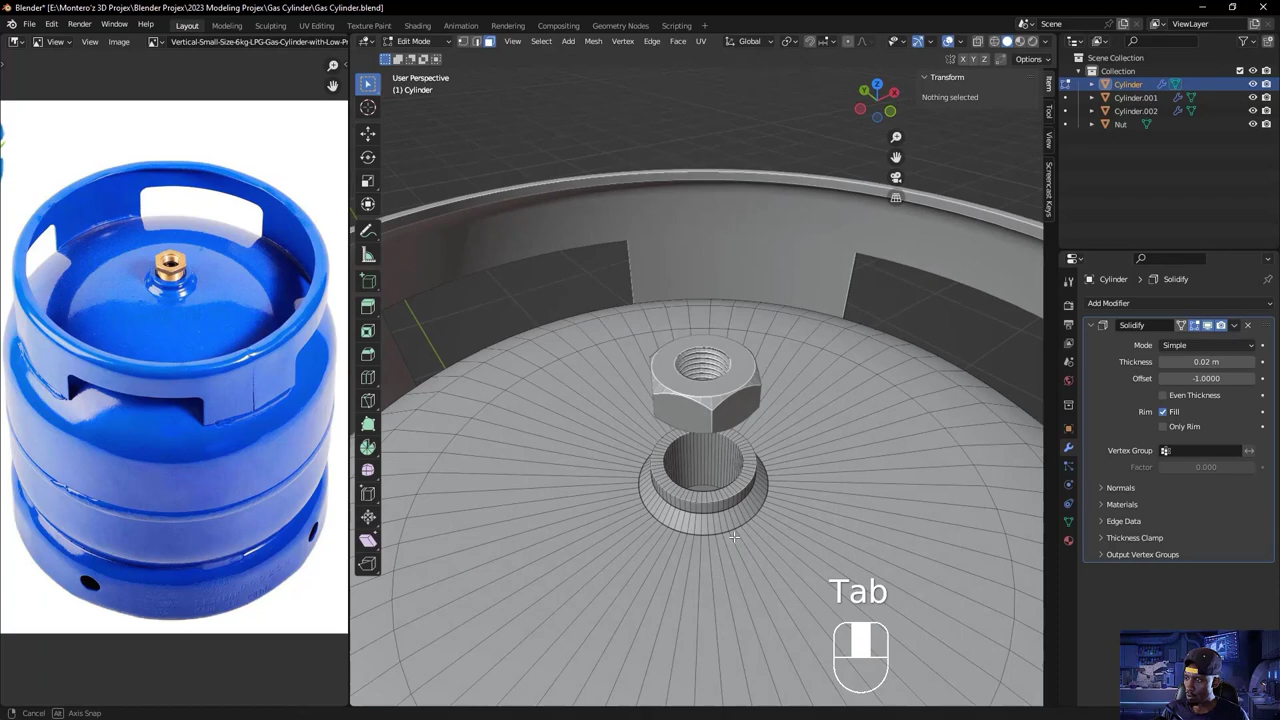 Blender* [E:\Montero'z 3D Projex\Blender Projex\2023 Modeling Projex\Gas Cylinder\Gas Cylinder.blend]
File Edit Render Window Help Layout Modeling Sculpting UV Editing Texture Paint Shading Animation Rendering Compositing Geometry Nodes Scripting Scene ViewLayer
View View Image Vertical-Small-Size-6kg-LPG-Gas-Cylinder-with-Low-Pr Edit Mode View Select Add Mesh Vertex Edge Face UV Global
X Y Z Options
User Perspective
(1) Cylinder
Transform
Nothing selected
Z
Y
X
Item
Tool
View
Screencast Keys
Scene Collection
Collection
Cylinder
Cylinder.001
Cylinder.002
Nut
Cylinder Solidify
Add Modifier
Solidify
Mode Simple
Thickness 0.02 m
Offset -1.0000
Even Thickness
Rim Fill
Only Rim
Vertex Group
Factor 0.000
Normals
Materials
Edge Data
Thickness Clamp
Output Vertex Groups
Tab
Cancel Alt Axis Snap